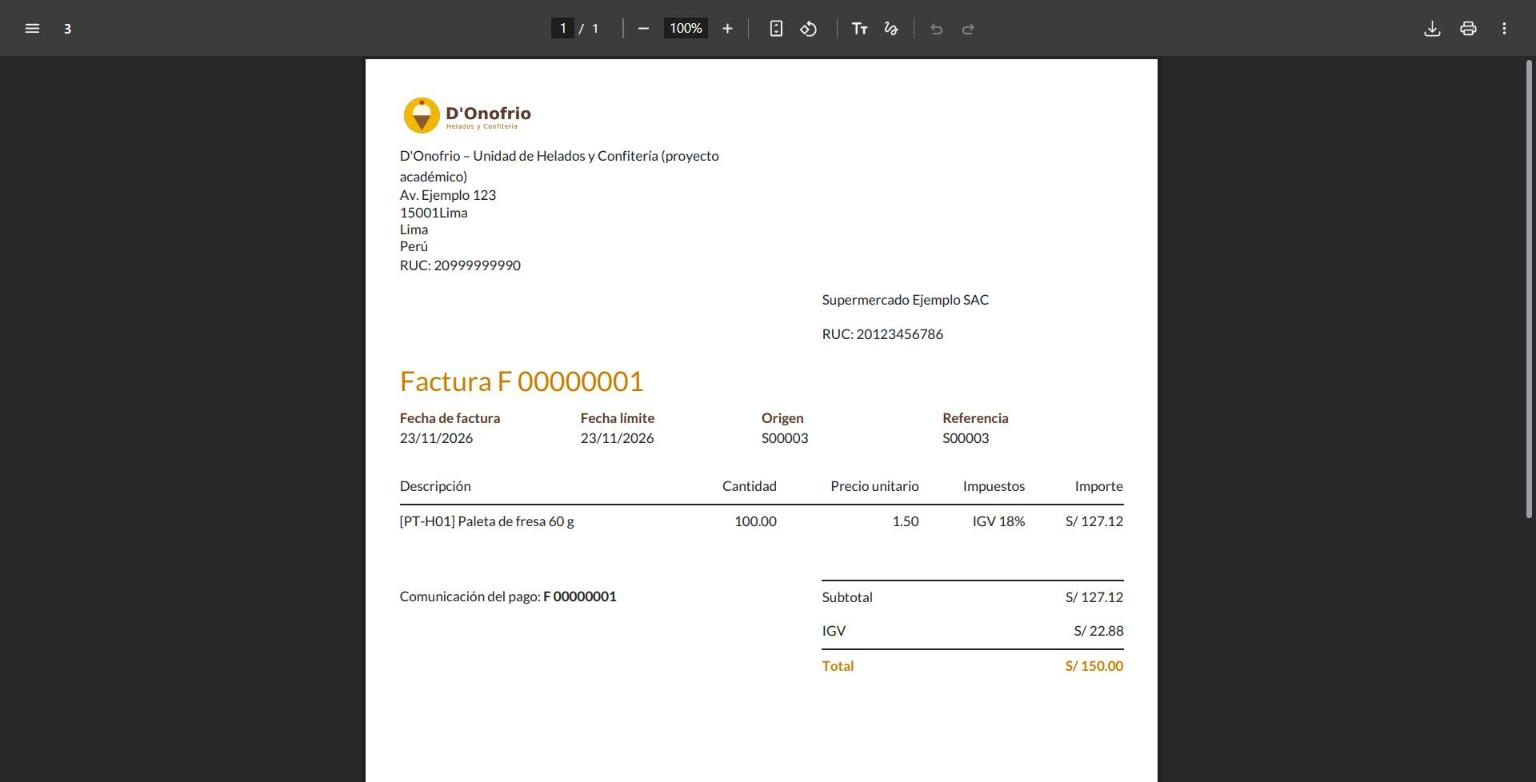 3
1 / 1
100%
D'Onofrio
Helados y Confitería
D'Onofrio – Unidad de Helados y Confitería (proyecto
académico)
Av. Ejemplo 123
15001Lima
Lima
Perú
RUC: 20999999990
Supermercado Ejemplo SAC
RUC: 20123456786
Factura F 00000001
Fecha de factura Fecha límite Origen Referencia
23/11/2026 23/11/2026 S00003 S00003
Descripción Cantidad Precio unitario Impuestos Importe
[PT-H01] Paleta de fresa 60 g 100.00 1.50 IGV 18% S/ 127.12
Comunicación del pago: F 00000001
Subtotal S/ 127.12
IGV S/ 22.88
Total S/ 150.00